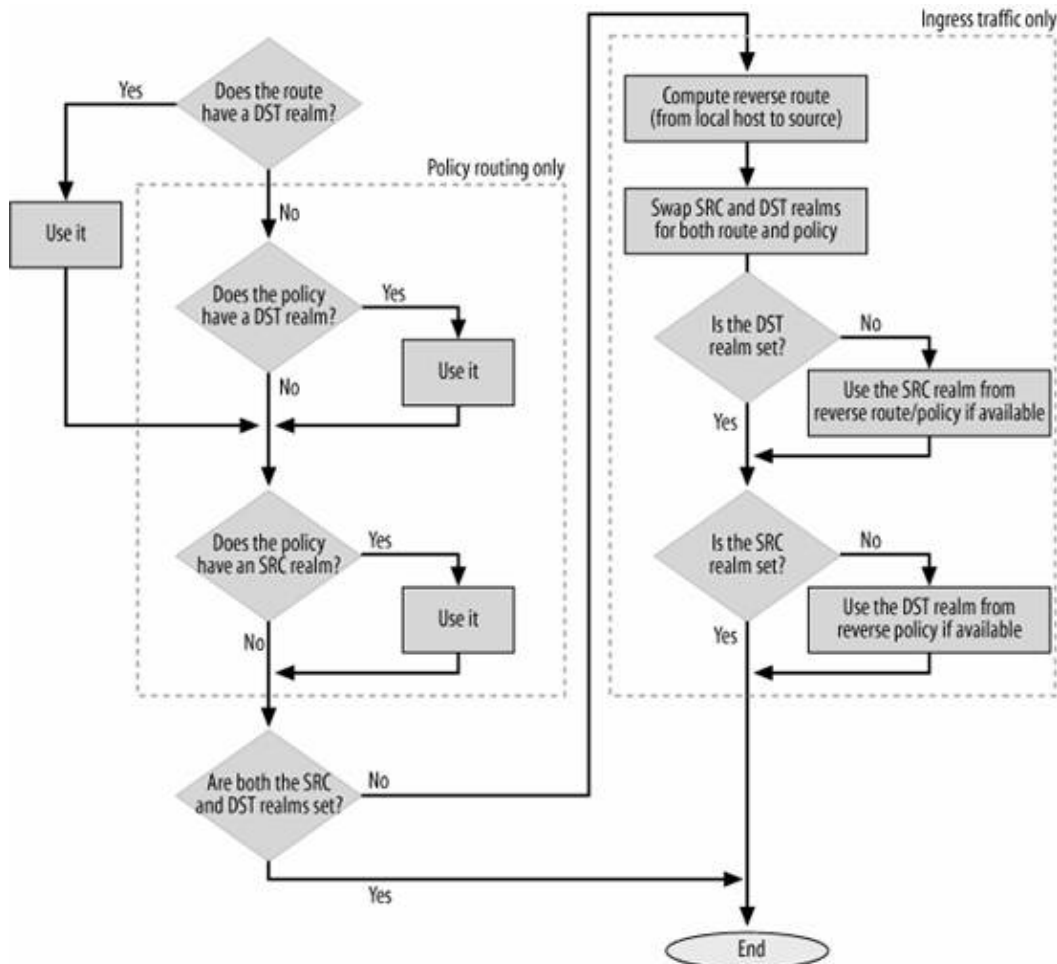 Ingress traffic only
Yes
Does the route
have a DST realm?
Compute reverse route
(from local host to source)
Policy routing only
No
Use it
Swap SRC and DST realms
for both route and policy
Does the policy
have a DST realm?
Yes
Use it
No
Is the DST
realm set?
No
Use the SRC realm from
reverse route/policy if available
Yes
Does the policy
have an SRC realm?
Yes
Use it
No
Is the SRC
realm set?
No
Use the DST realm from
reverse policy if available
Yes
Are both the SRC
and DST realms set?
No
Yes
End